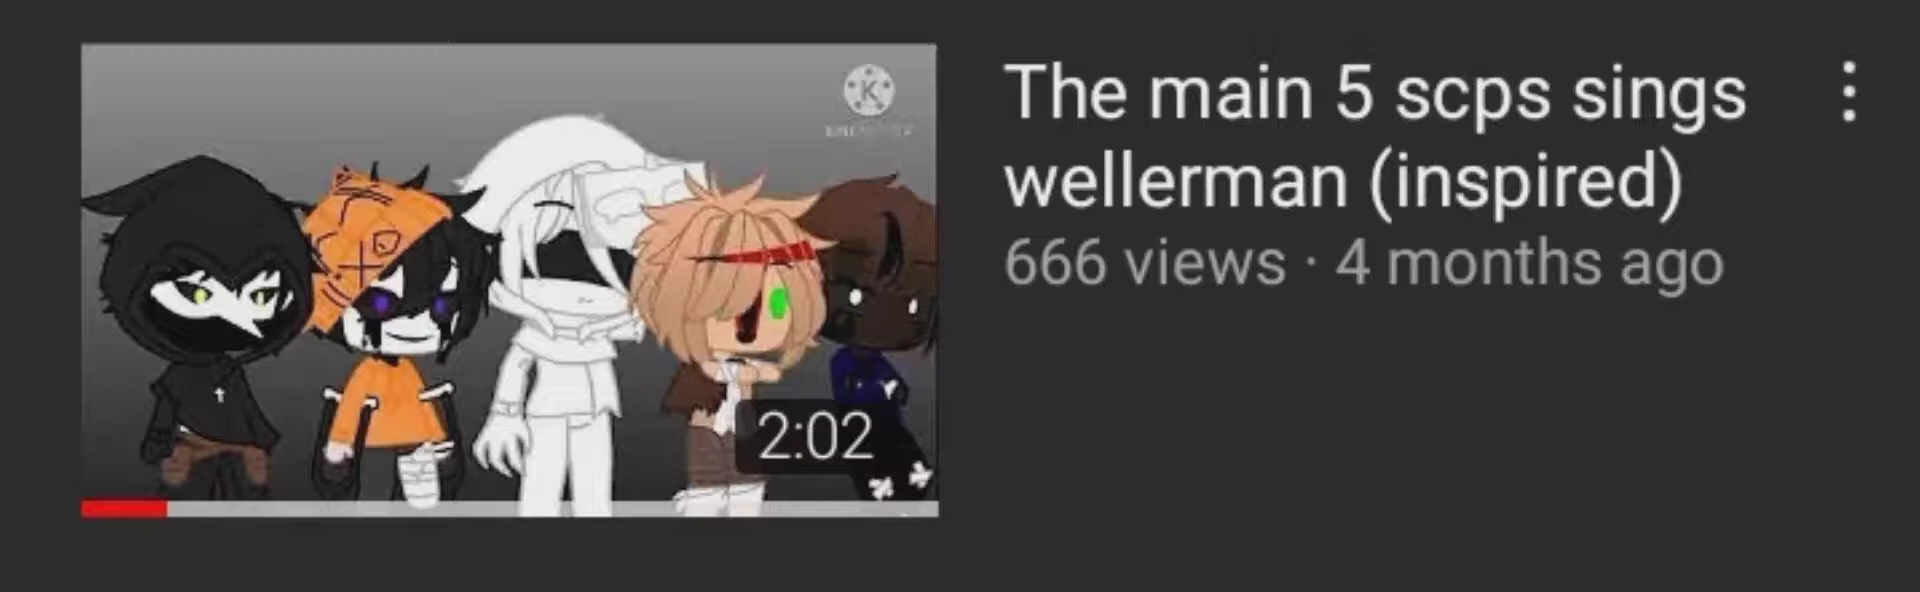 K
The main 5 scps sings
wellerman (inspired)
666 views · 4 months ago
2:02